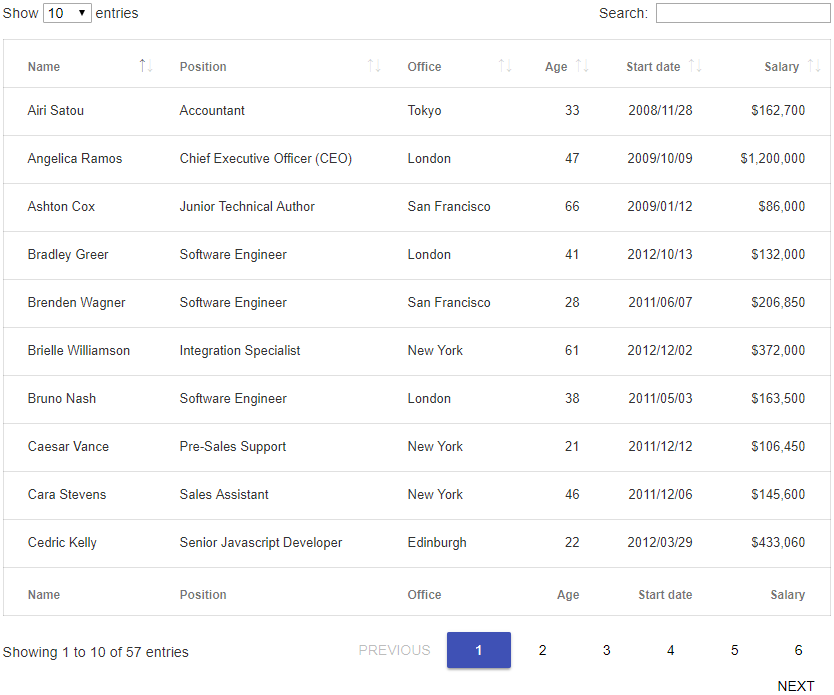 Show 10 entries Search:
Name Position Office Age Start date Salary
Airi Satou Accountant Tokyo 33 2008/11/28 $162,700
Angelica Ramos Chief Executive Officer (CEO) London 47 2009/10/09 $1,200,000
Ashton Cox Junior Technical Author San Francisco 66 2009/01/12 $86,000
Bradley Greer Software Engineer London 41 2012/10/13 $132,000
Brenden Wagner Software Engineer San Francisco 28 2011/06/07 $206,850
Brielle Williamson Integration Specialist New York 61 2012/12/02 $372,000
Bruno Nash Software Engineer London 38 2011/05/03 $163,500
Caesar Vance Pre-Sales Support New York 21 2011/12/12 $106,450
Cara Stevens Sales Assistant New York 46 2011/12/06 $145,600
Cedric Kelly Senior Javascript Developer Edinburgh 22 2012/03/29 $433,060
Name Position Office Age Start date Salary
Showing 1 to 10 of 57 entries PREVIOUS 1 2 3 4 5 6
NEXT